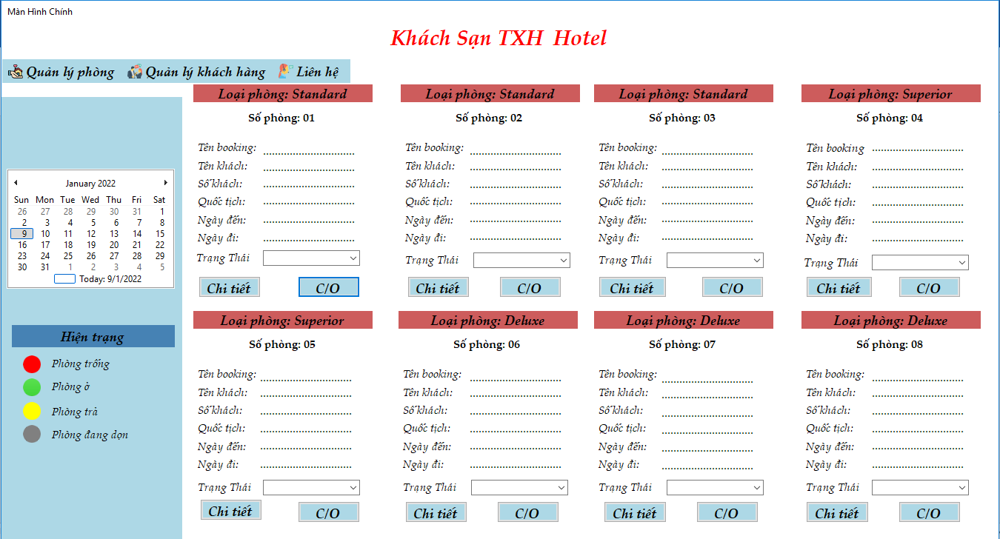 Màn Hình Chính
Khách Sạn TXH Hotel
Quản lý phòng Quản lý khách hàng Liên hệ
January 2022
Sun Mon Tue Wed Thu Fri Sat
26 27 28 29 30 31 1
2 3 4 5 6 7 8
9 10 11 12 13 14 15
16 17 18 19 20 21 22
23 24 25 26 27 28 29
30 31 1 2 3 4 5
Today: 9/1/2022
Hiện trạng
Phòng trống
Phòng ở
Phòng trả
Phòng đang dọn
Loại phòng: Standard
Số phòng: 01
Tên booking: ........................
Tên khách: ........................
Số khách: ........................
Quốc tịch: ........................
Ngày đến: ........................
Ngày đi: ........................
Trạng Thái
Chi tiết C/O
Loại phòng: Standard
Số phòng: 02
Tên booking: ........................
Tên khách: ........................
Số khách: ........................
Quốc tịch: ........................
Ngày đến: ........................
Ngày đi: ........................
Trạng Thái
Chi tiết C/O
Loại phòng: Standard
Số phòng: 03
Tên booking: ........................
Tên khách: ........................
Số khách: ........................
Quốc tịch: ........................
Ngày đến: ........................
Ngày đi: ........................
Trạng Thái
Chi tiết C/O
Loại phòng: Superior
Số phòng: 04
Tên booking ........................
Tên khách: ........................
Số khách: ........................
Quốc tịch: ........................
Ngày đến: ........................
Ngày đi: ........................
Trạng Thái
Chi tiết C/O
Loại phòng: Superior
Số phòng: 05
Tên booking: ........................
Tên khách: ........................
Số khách: ........................
Quốc tịch: ........................
Ngày đến: ........................
Ngày đi: ........................
Trạng Thái
Chi tiết C/O
Loại phòng: Deluxe
Số phòng: 06
Tên booking: ........................
Tên khách: ........................
Số khách: ........................
Quốc tịch: ........................
Ngày đến: ........................
Ngày đi: ........................
Trạng Thái
Chi tiết C/O
Loại phòng: Deluxe
Số phòng: 07
Tên booking: ........................
Tên khách: ........................
Số khách: ........................
Quốc tịch: ........................
Ngày đến: ........................
Ngày đi: ........................
Trạng Thái
Chi tiết C/O
Loại phòng: Deluxe
Số phòng: 08
Tên booking: ........................
Tên khách: ........................
Số khách: ........................
Quốc tịch: ........................
Ngày đến: ........................
Ngày đi: ........................
Trạng Thái
Chi tiết C/O